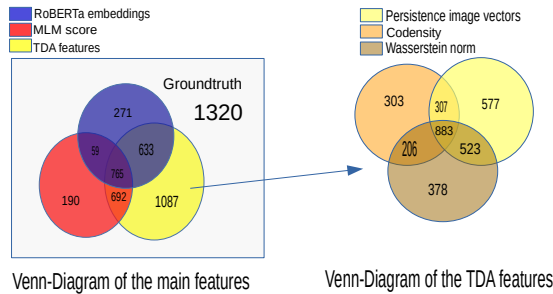 RoBERTa embeddings
MLM score
TDA features
Groundtruth
1320
271
59
633
765
190
692
1087
Venn-Diagram of the main features
Persistence image vectors
Codensity
Wasserstein norm
303
307
577
883
206
523
378
Venn-Diagram of the TDA features